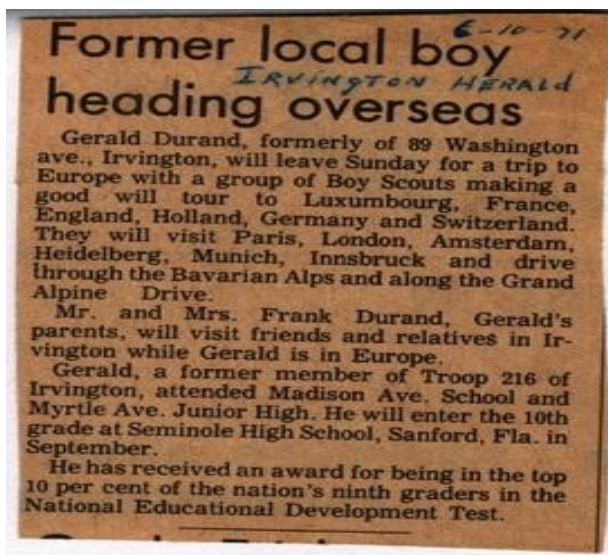 6-10-71
Former local boy
IRVINGTON HERALD
heading overseas
Gerald Durand, formerly of 89 Washington
ave., Irvington, will leave Sunday for a trip to
Europe with a group of Boy Scouts making a
good will tour to Luxumbourg, France,
England, Holland, Germany and Switzerland.
They will visit Paris, London, Amsterdam,
Heidelberg, Munich, Innsbruck and drive
through the Bavarian Alps and along the Grand
Alpine Drive.
Mr. and Mrs. Frank Durand, Gerald's
parents, will visit friends and relatives in Ir-
vington while Gerald is in Europe.
Gerald, a former member of Troop 216 of
Irvington, attended Madison Ave. School and
Myrtle Ave. Junior High. He will enter the 10th
grade at Seminole High School, Sanford, Fla. in
September.
He has received an award for being in the top
10 per cent of the nation's ninth graders in the
National Educational Development Test.